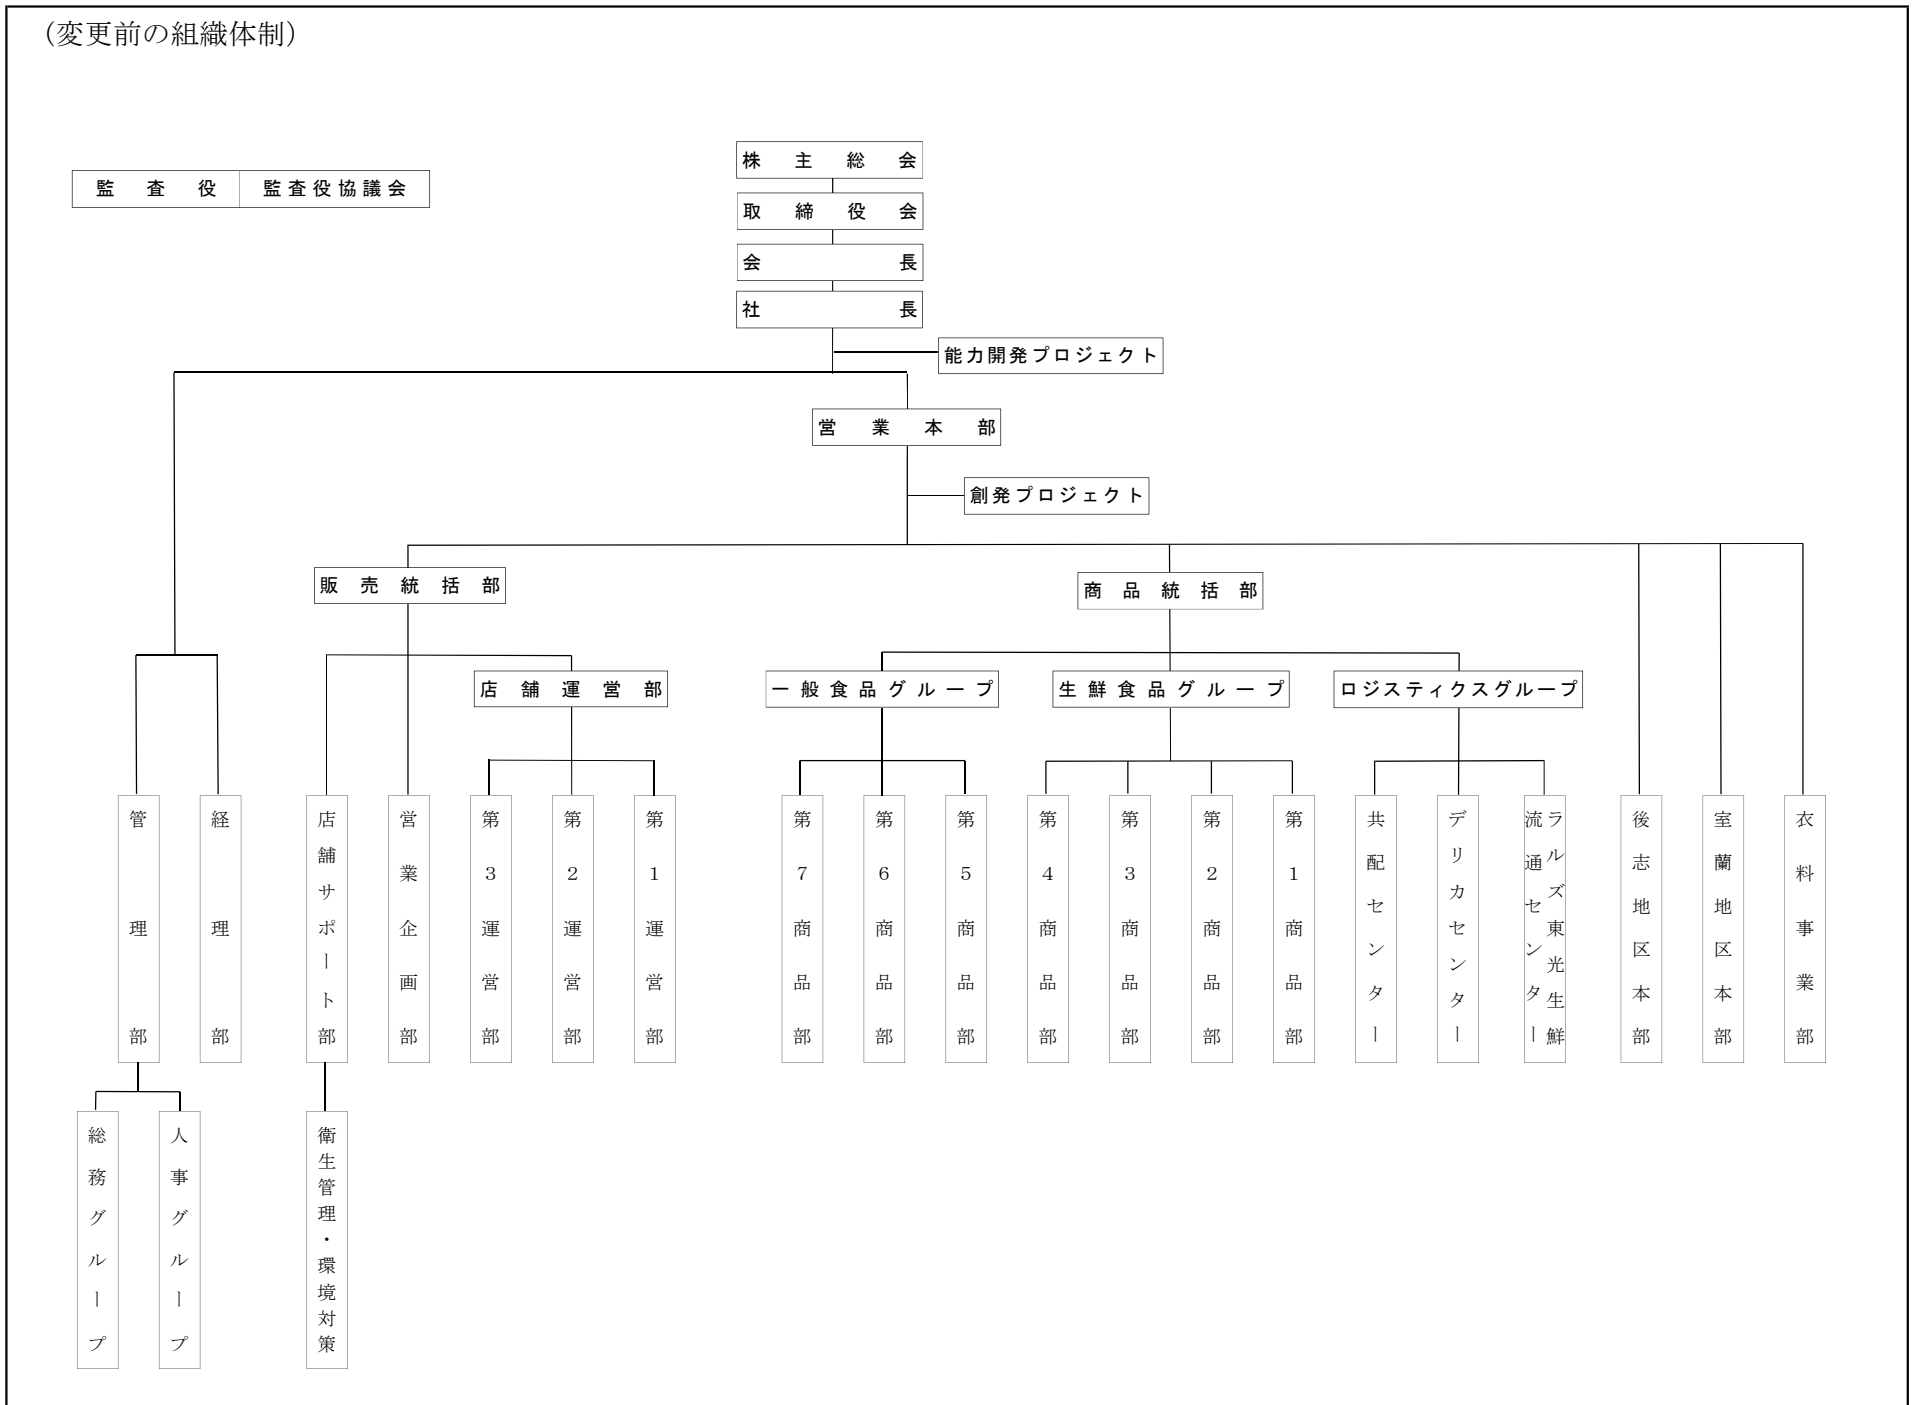 （変更前の組織体制）
株主総会
監査役 監査役協議会
取締役会
会長
社長
能力開発プロジェクト
営業本部
創発プロジェクト
販売統括部
商品統括部
店舗運営部
一般食品グループ
生鮮食品グループ
ロジスティクスグループ
管理部
経理部
店舗サポート部
営業企画部
第3運営部
第2運営部
第1運営部
第7商品部
第6商品部
第5商品部
第4商品部
第3商品部
第2商品部
第1商品部
共配センター
デリカセンター
ラルズ東光生鮮
流通センター
後志地区本部
室蘭地区本部
衣料事業部
総務グループ
人事グループ
衛生管理・環境対策